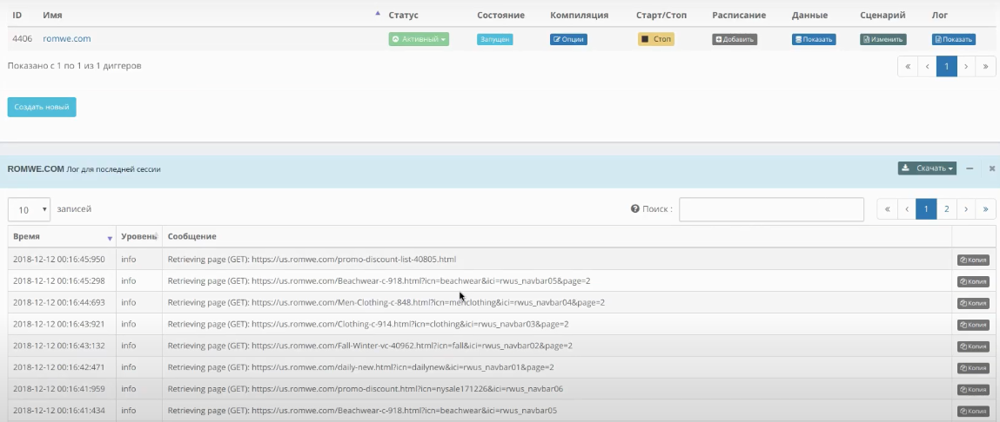 ID Имя Статус Состояние Компиляция Старт/Стоп Расписание Данные Сценарий Лог
4406 romwe.com Активный Запущен Опции Стоп Добавить Показать Изменить Показать
Показано с 1 по 1 из 1 диггеров « ‹ 1 › »
Создать новый
ROMWE.COM Лог для последней сессии Скачать
10 записей Поиск : « ‹ 1 2 › »
Время Уровень Сообщение
2018-12-12 00:16:45:950 info Retrieving page (GET): https://us.romwe.com/promo-discount-list-40805.html Копия
2018-12-12 00:16:45:298 info Retrieving page (GET): https://us.romwe.com/Beachwear-c-918.html?icn=beachwear&ici=rwus_navbar05&page=2 Копия
2018-12-12 00:16:44:693 info Retrieving page (GET): https://us.romwe.com/Men-Clothing-c-848.html?icn=menclothing&ici=rwus_navbar04&page=2 Копия
2018-12-12 00:16:43:921 info Retrieving page (GET): https://us.romwe.com/Clothing-c-914.html?icn=clothing&ici=rwus_navbar03&page=2 Копия
2018-12-12 00:16:43:132 info Retrieving page (GET): https://us.romwe.com/Fall-Winter-vc-40962.html?icn=fall&ici=rwus_navbar02&page=2 Копия
2018-12-12 00:16:42:471 info Retrieving page (GET): https://us.romwe.com/daily-new.html?icn=dailynew&ici=rwus_navbar01&page=2 Копия
2018-12-12 00:16:41:959 info Retrieving page (GET): https://us.romwe.com/promo-discount.html?icn=nysale171226&ici=rwus_navbar06 Копия
2018-12-12 00:16:41:434 info Retrieving page (GET): https://us.romwe.com/Beachwear-c-918.html?icn=beachwear&ici=rwus_navbar05 Копия